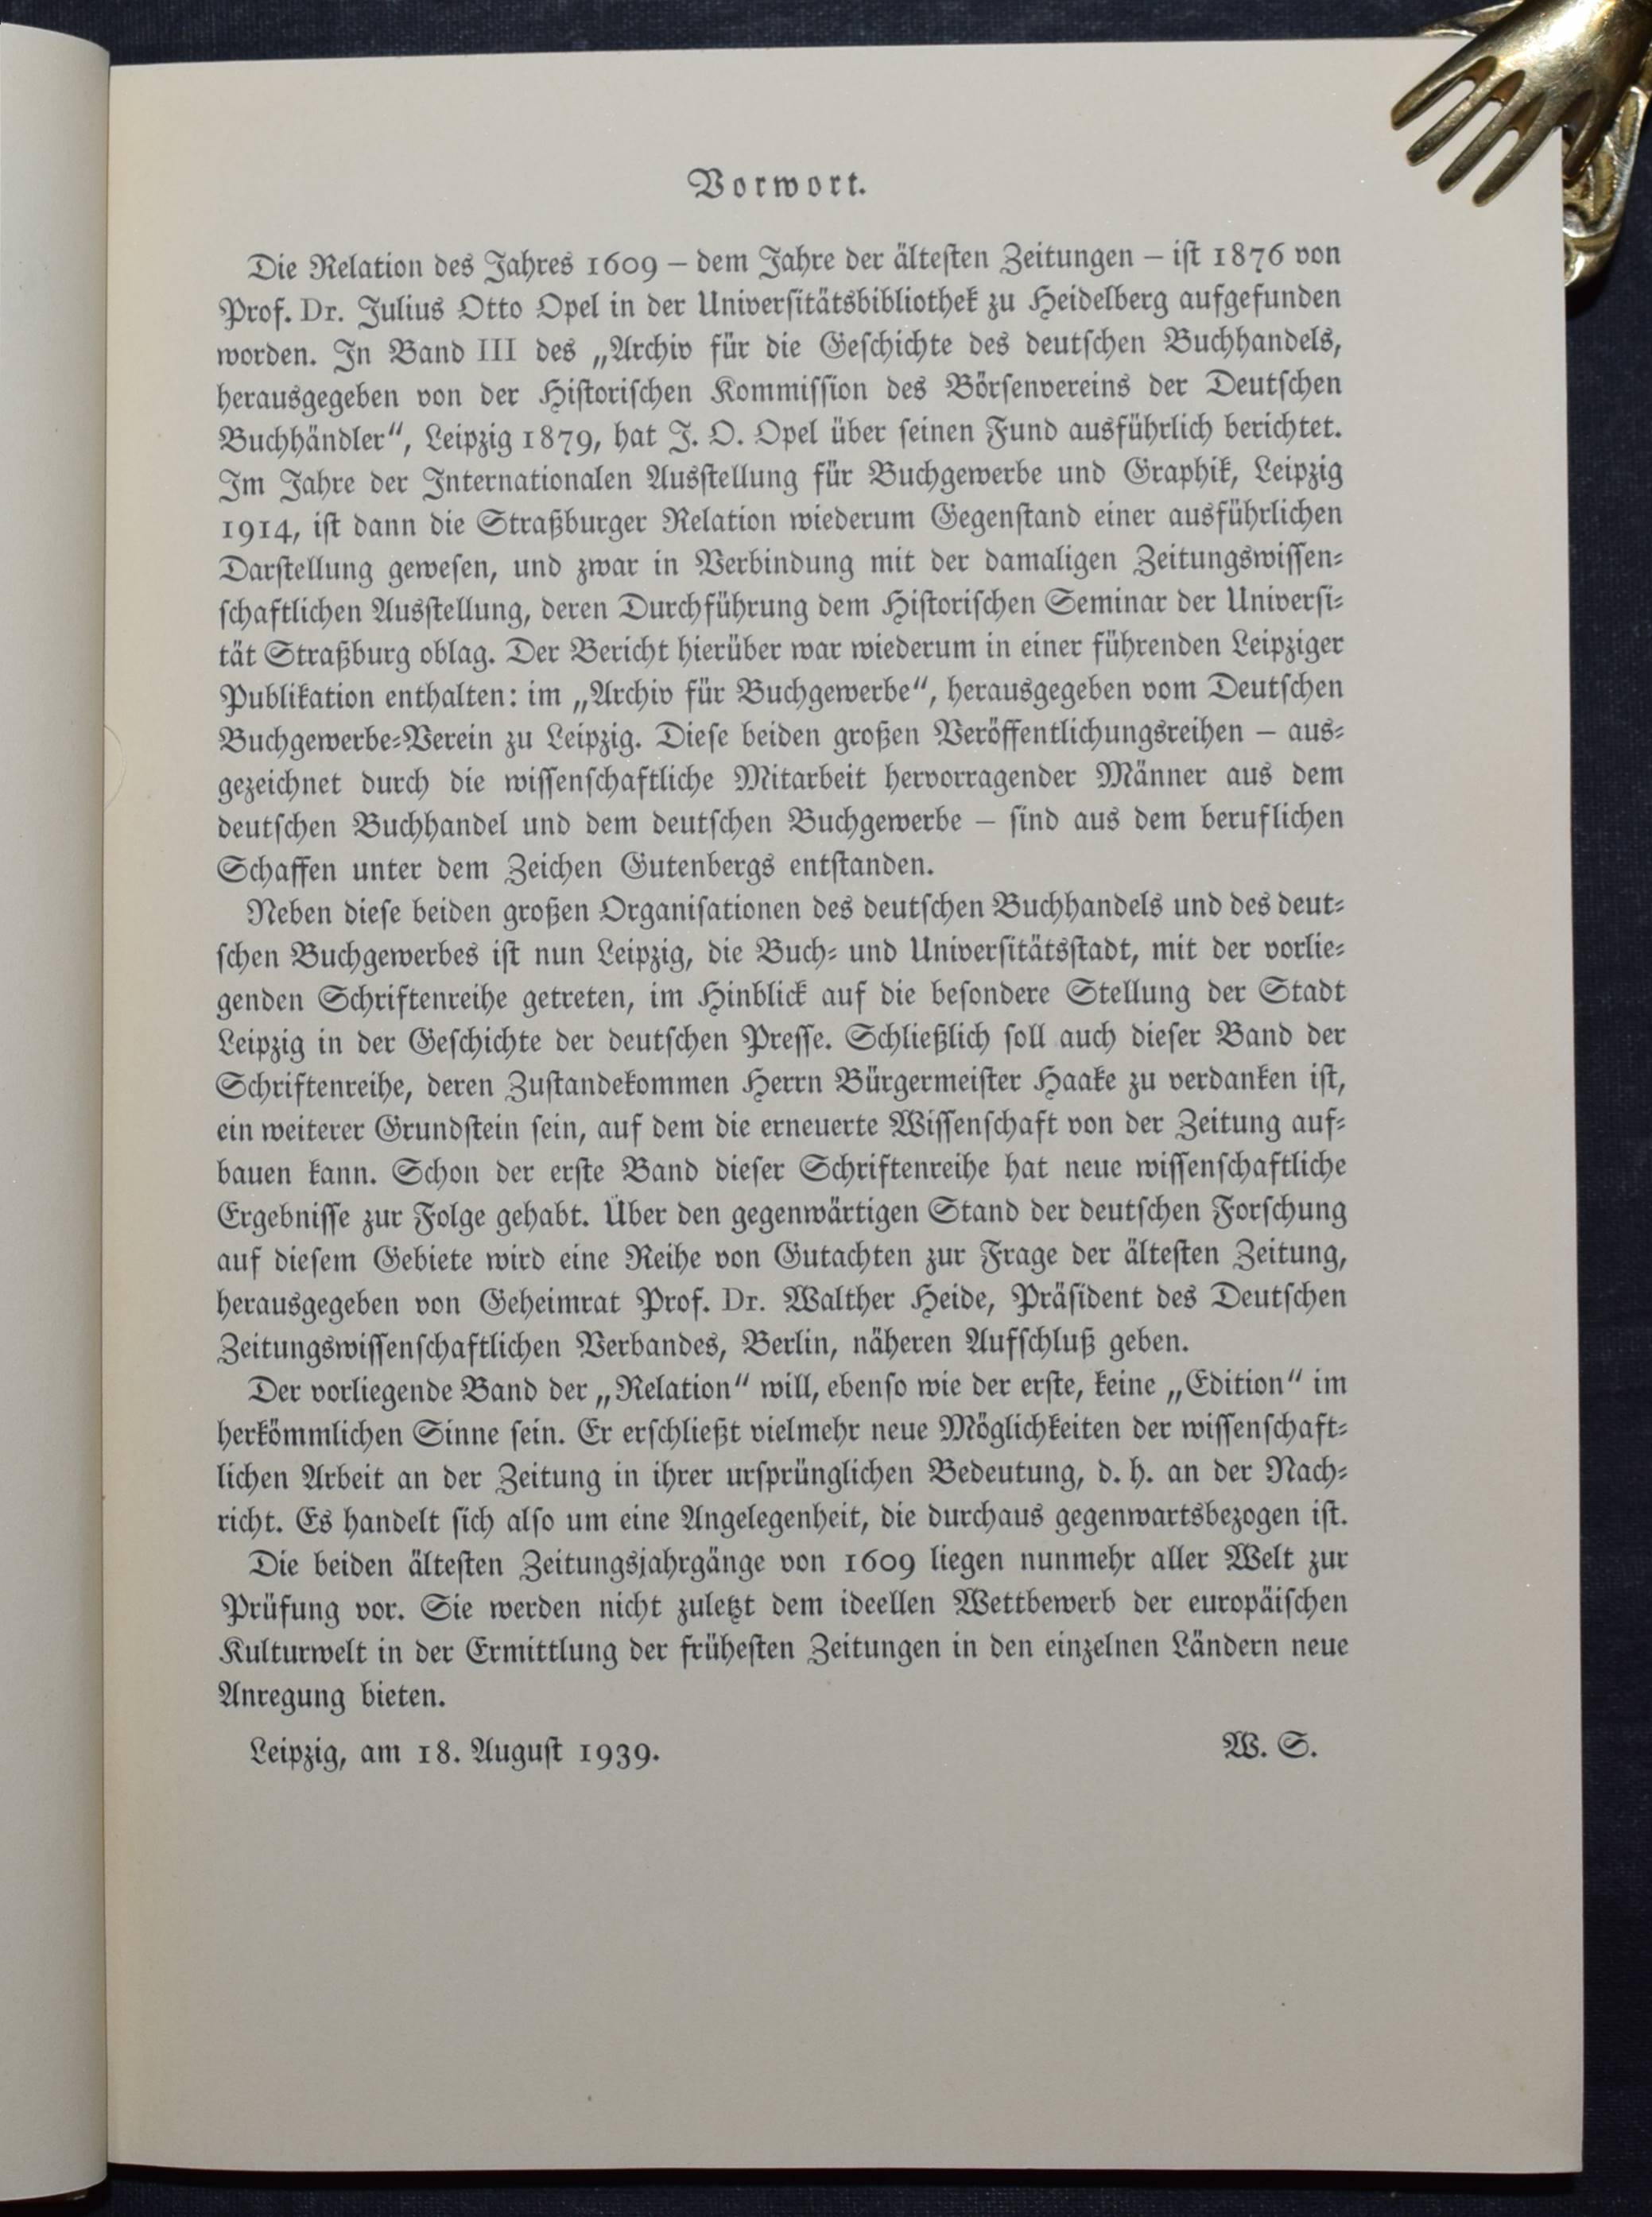 Vorwort.
Die Relation des Jahres 1609 – dem Jahre der ältesten Zeitungen – ist 1876 von
Prof. Dr. Julius Otto Opel in der Universitätsbibliothek zu Heidelberg aufgefunden
worden. In Band III des „Archiv für die Geschichte des deutschen Buchhandels,
herausgegeben von der Historischen Kommission des Börsenvereins der Deutschen
Buchhändler“, Leipzig 1879, hat J. O. Opel über seinen Fund ausführlich berichtet.
Im Jahre der Internationalen Ausstellung für Buchgewerbe und Graphik, Leipzig
1914, ist dann die Straßburger Relation wiederum Gegenstand einer ausführlichen
Darstellung gewesen, und zwar in Verbindung mit der damaligen Zeitungswissen-
schaftlichen Ausstellung, deren Durchführung dem Historischen Seminar der Universi-
tät Straßburg oblag. Der Bericht hierüber war wiederum in einer führenden Leipziger
Publikation enthalten: im „Archiv für Buchgewerbe“, herausgegeben vom Deutschen
Buchgewerbe-Verein zu Leipzig. Diese beiden großen Veröffentlichungsreihen – aus-
gezeichnet durch die wissenschaftliche Mitarbeit hervorragender Männer aus dem
deutschen Buchhandel und dem deutschen Buchgewerbe – sind aus dem beruflichen
Schaffen unter dem Zeichen Gutenbergs entstanden.
Neben diese beiden großen Organisationen des deutschen Buchhandels und des deut-
schen Buchgewerbes ist nun Leipzig, die Buch- und Universitätsstadt, mit der vorlie-
genden Schriftenreihe getreten, im Hinblick auf die besondere Stellung der Stadt
Leipzig in der Geschichte der deutschen Presse. Schließlich soll auch dieser Band der
Schriftenreihe, deren Zustandekommen Herrn Bürgermeister Haake zu verdanken ist,
ein weiterer Grundstein sein, auf dem die erneuerte Wissenschaft von der Zeitung auf-
bauen kann. Schon der erste Band dieser Schriftenreihe hat neue wissenschaftliche
Ergebnisse zur Folge gehabt. Über den gegenwärtigen Stand der deutschen Forschung
auf diesem Gebiete wird eine Reihe von Gutachten zur Frage der ältesten Zeitung,
herausgegeben von Geheimrat Prof. Dr. Walther Heide, Präsident des Deutschen
Zeitungswissenschaftlichen Verbandes, Berlin, näheren Aufschluß geben.
Der vorliegende Band der „Relation“ will, ebenso wie der erste, keine „Edition“ im
herkömmlichen Sinne sein. Er erschließt vielmehr neue Möglichkeiten der wissenschaft-
lichen Arbeit an der Zeitung in ihrer ursprünglichen Bedeutung, d. h. an der Nach-
richt. Es handelt sich also um eine Angelegenheit, die durchaus gegenwartsbezogen ist.
Die beiden ältesten Zeitungsjahrgänge von 1609 liegen nunmehr aller Welt zur
Prüfung vor. Sie werden nicht zuletzt dem ideellen Wettbewerb der europäischen
Kulturwelt in der Ermittlung der frühesten Zeitungen in den einzelnen Ländern neue
Anregung bieten.
Leipzig, am 18. August 1939. W. S.